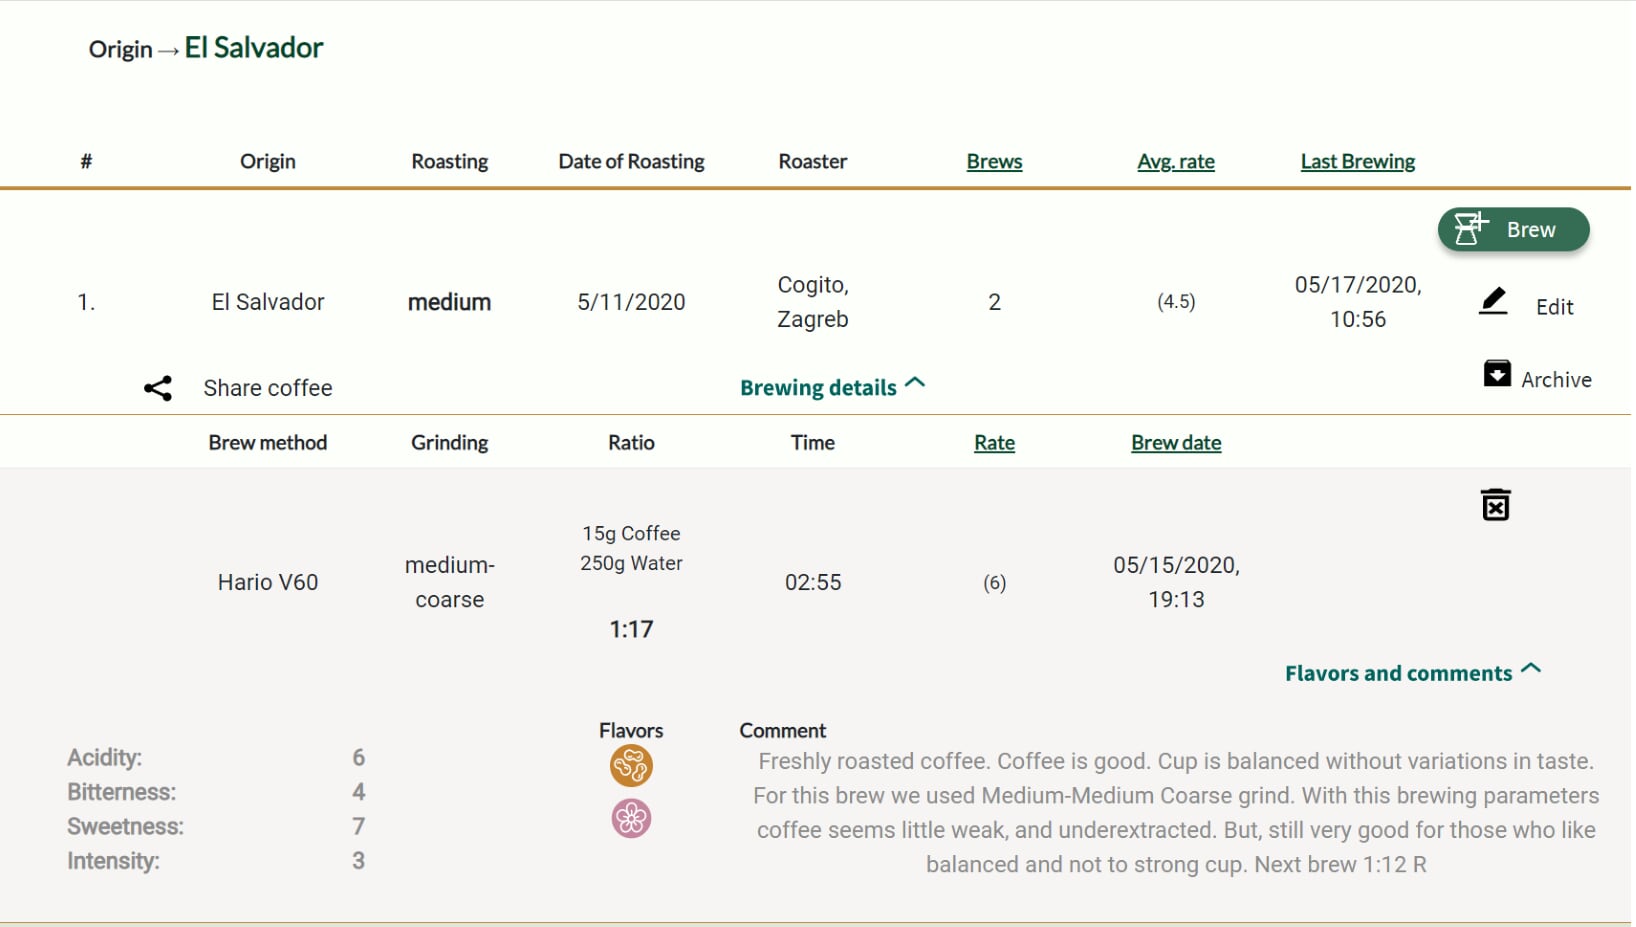 Origin → El Salvador
# Origin Roasting Date of Roasting Roaster Brews Avg. rate Last Brewing
Brew
1. El Salvador medium 5/11/2020 Cogito, Zagreb 2 (4.5) 05/17/2020, 10:56
Edit
Share coffee Brewing details Archive
Brew method Grinding Ratio Time Rate Brew date
Hario V60 medium-coarse
15g Coffee
250g Water
1:17
02:55 (6) 05/15/2020, 19:13
Flavors and comments
Acidity: 6
Bitterness: 4
Sweetness: 7
Intensity: 3
Flavors
Comment
Freshly roasted coffee. Coffee is good. Cup is balanced without variations in taste.
For this brew we used Medium-Medium Coarse grind. With this brewing parameters
coffee seems little weak, and underextracted. But, still very good for those who like
balanced and not to strong cup. Next brew 1:12 R